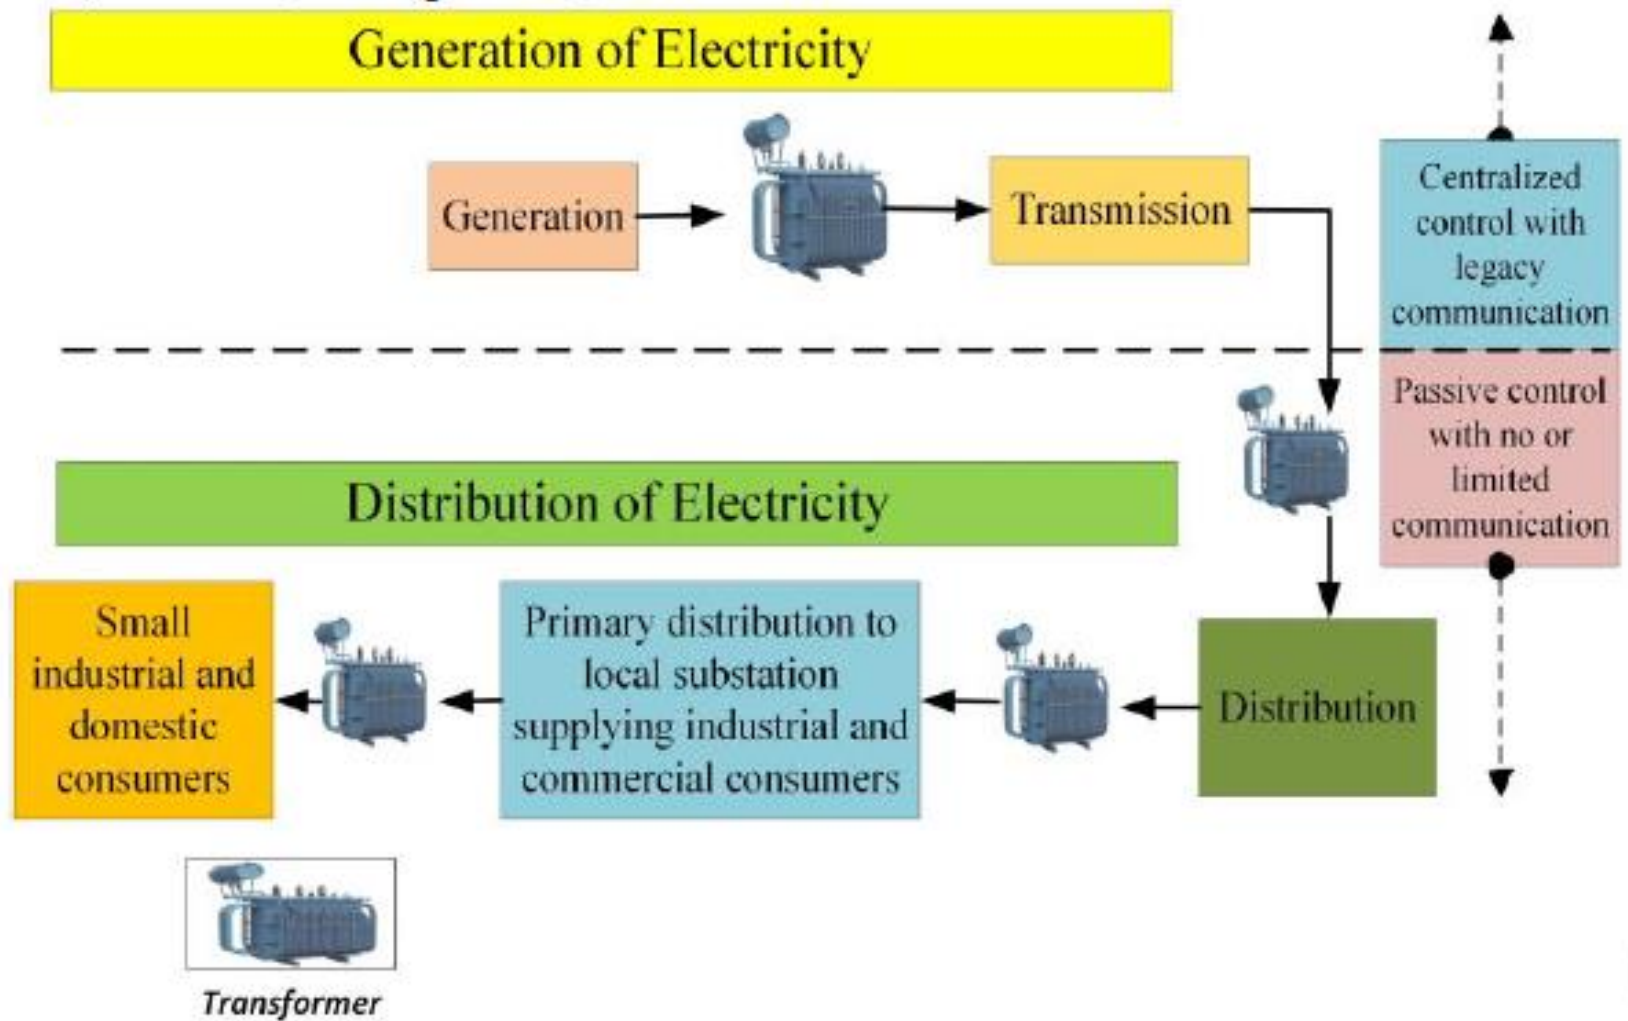 Generation of Electricity
Generation
Transmission
Centralized
control with
legacy
communication
Passive control
with no or
limited
communication
Distribution of Electricity
Small
industrial and
domestic
consumers
Primary distribution to
local substation
supplying industrial and
commercial consumers
Distribution
Transformer